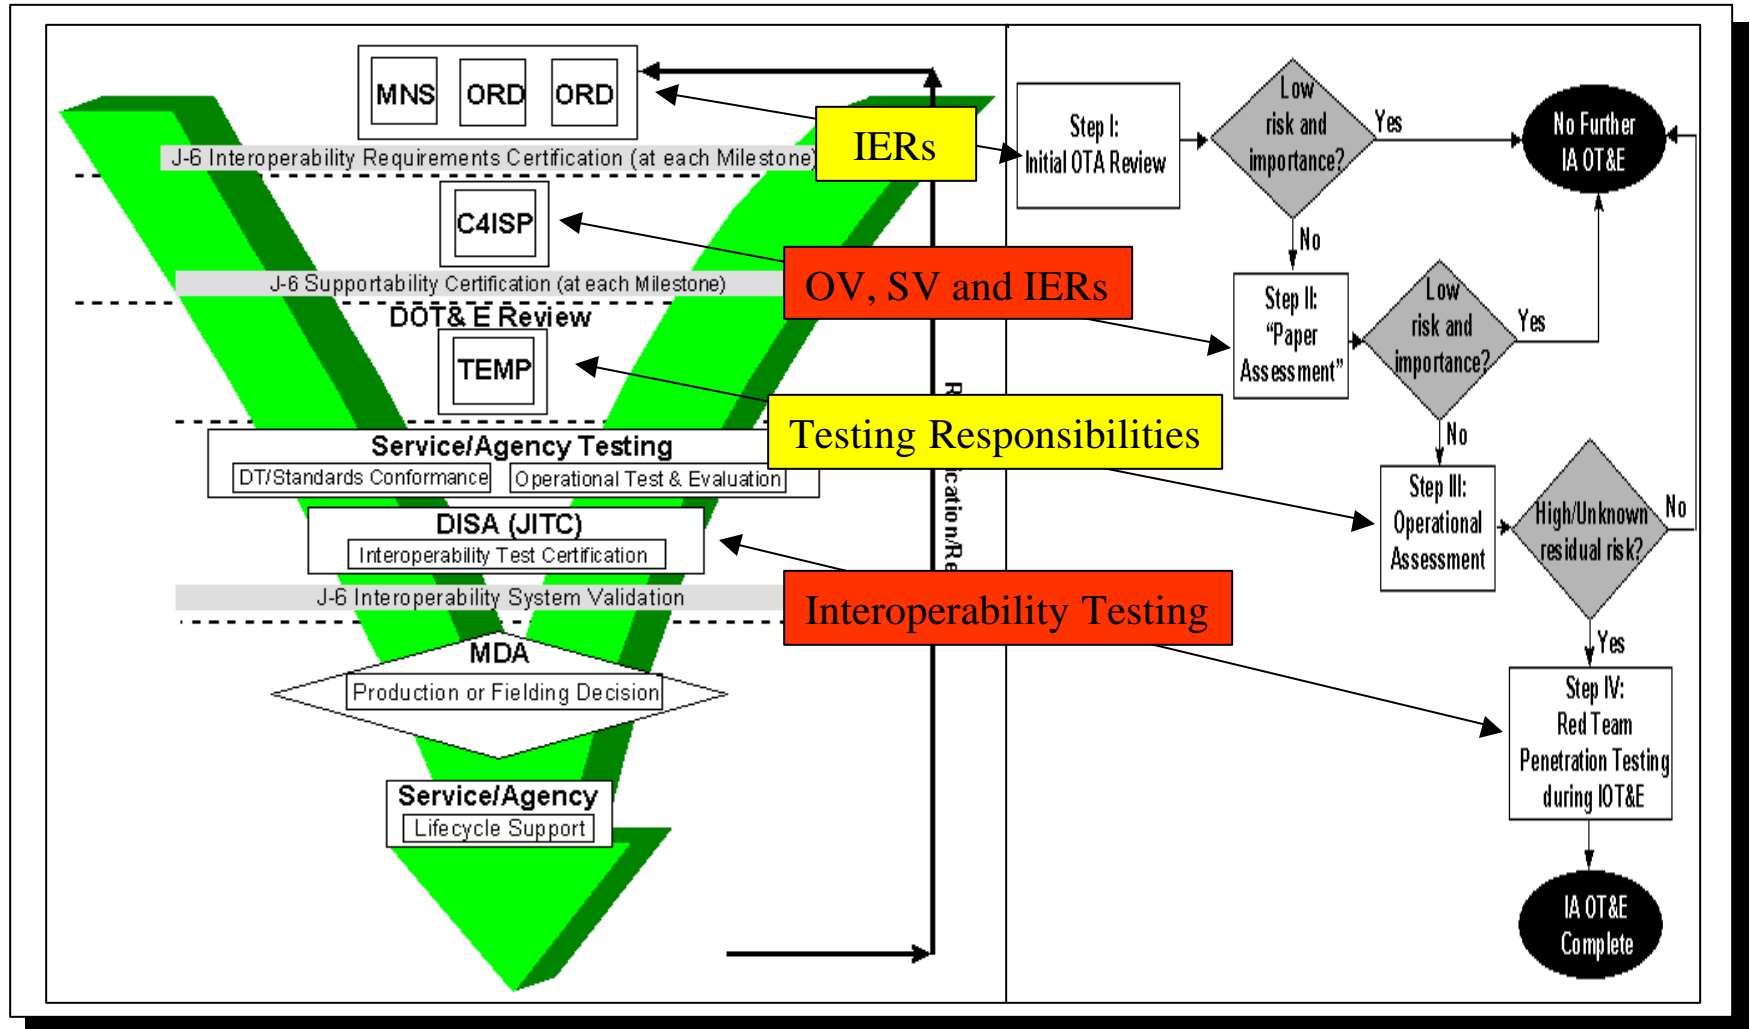 MNS
ORD
ORD
J-6 Interoperability Requirements Certification (at each Milestone)
C4ISP
J-6 Supportability Certification (at each Milestone)
DOT& E Review
TEMP
Service/Agency Testing
DT/Standards Conformance
Operational Test & Evaluation
DISA (JITC)
Interoperability Test Certification
J-6 Interoperability System Validation
MDA
Production or Fielding Decision
Service/Agency
Lifecycle Support
IERs
OV, SV and IERs
Testing Responsibilities
Interoperability Testing
Step I:
Initial OTA Review
Low
risk and
importance?
Yes
No Further
IA OT&E
No
Step II:
“Paper
Assessment”
Low
risk and
importance?
Yes
No
Step III:
Operational
Assessment
High/Unknown
residual risk?
No
Yes
Step IV:
Red Team
Penetration Testing
during IOT&E
IA OT&E
Complete